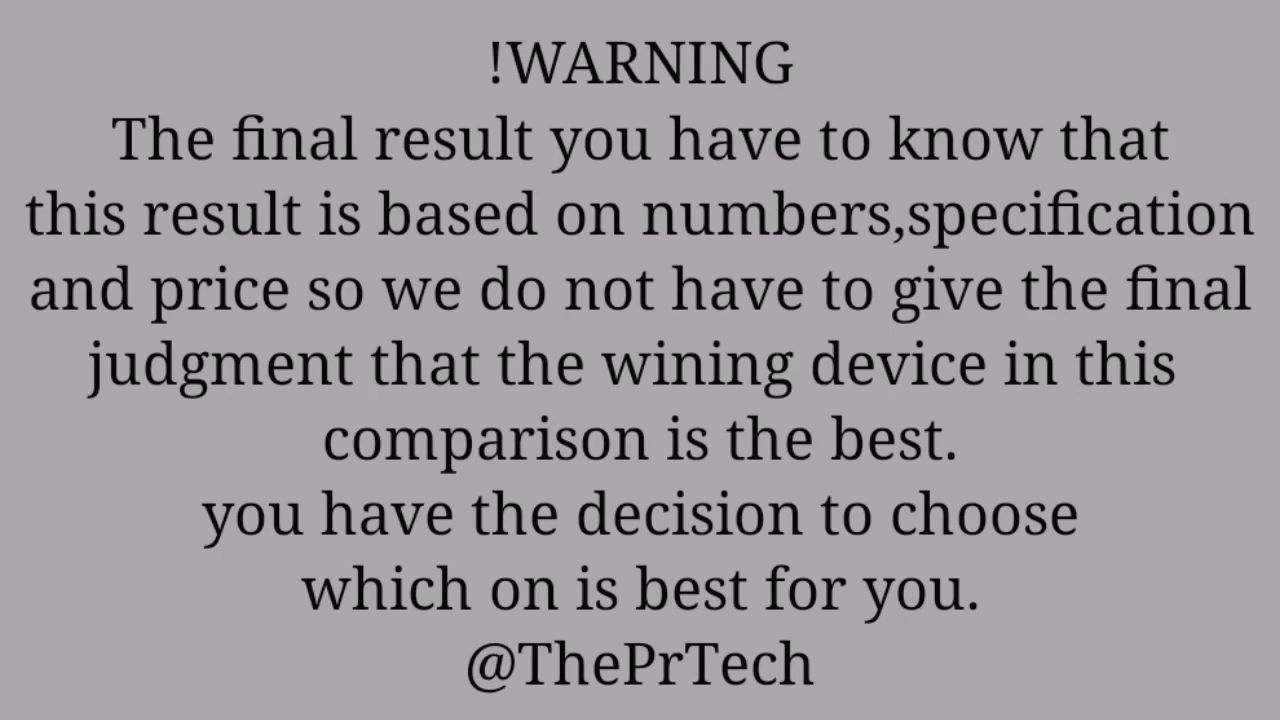 !WARNING
The final result you have to know that
this result is based on numbers,specification
and price so we do not have to give the final
judgment that the wining device in this
comparison is the best.
you have the decision to choose
which on is best for you.
@ThePrTech